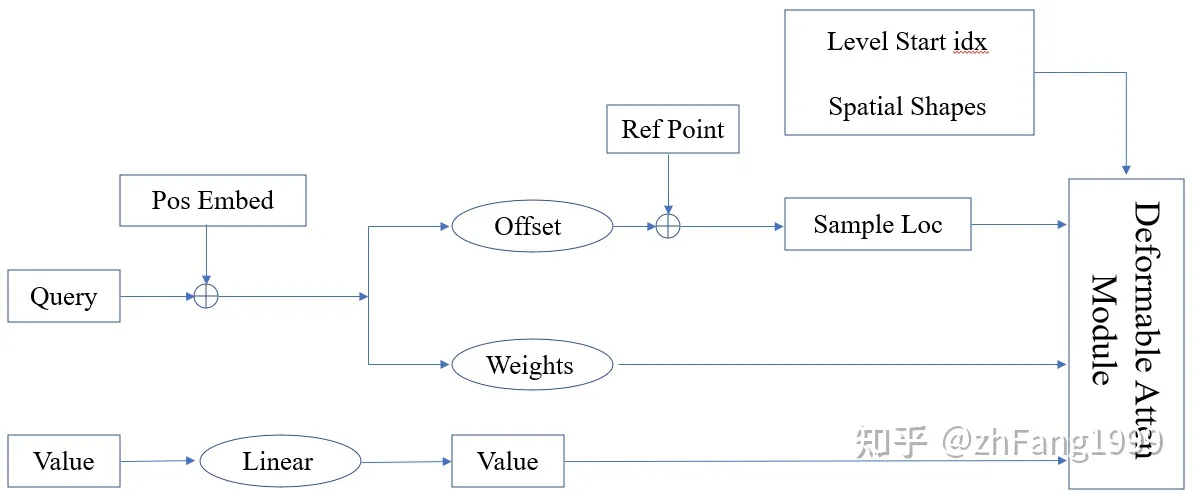 Level Start idx
Spatial Shapes
Ref Point
Pos Embed
Offset
Sample Loc
Query
Weights
Value
Linear
Value
Deformable Atten
Module
知乎 @zhFang1999